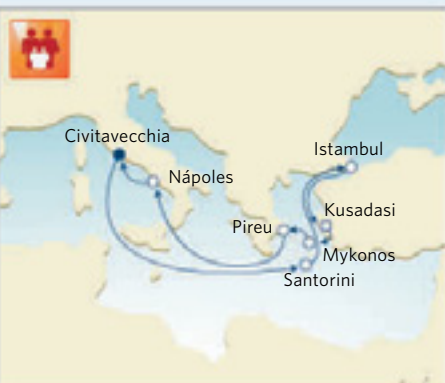 Civitavecchia
Istambul
Nápoles
Kusadasi
Pireu
Mykonos
Santorini